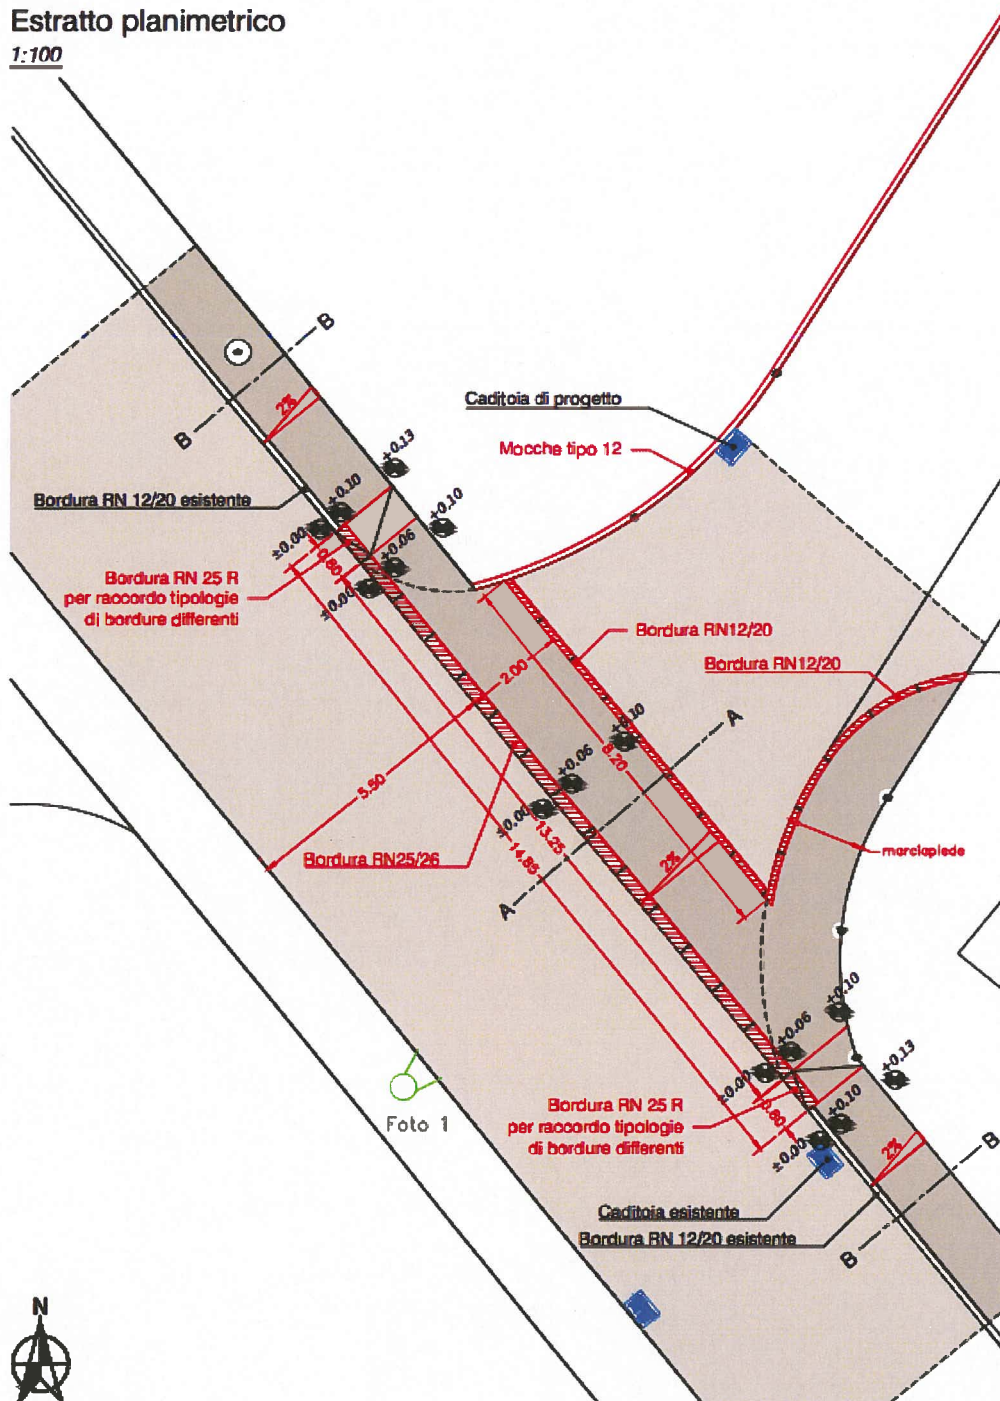 Estratto planimetrico
1:100
B
B
2%
Caditoia di progetto
Mocche tipo 12
+0.13
Bordura RN 12/20 esistente
+0.10
+0.10
±0.00
+0.06
0.80
±0.00
Bordura RN 25 R
per raccordo tipologie
di bordure differenti
Bordura RN12/20
Bordura RN12/20
2.00
A
+0.10
8.20
+0.06
5.50
±0.00
13.25
14.85
Bordura RN25/26
2%
marciapiede
A
+0.10
+0.06
+0.13
±0.00
Foto 1
Bordura RN 25 R
per raccordo tipologie
di bordure differenti
0.80
+0.10
±0.00
2%
B
Caditoia esistente
Bordura RN 12/20 esistente
B
N